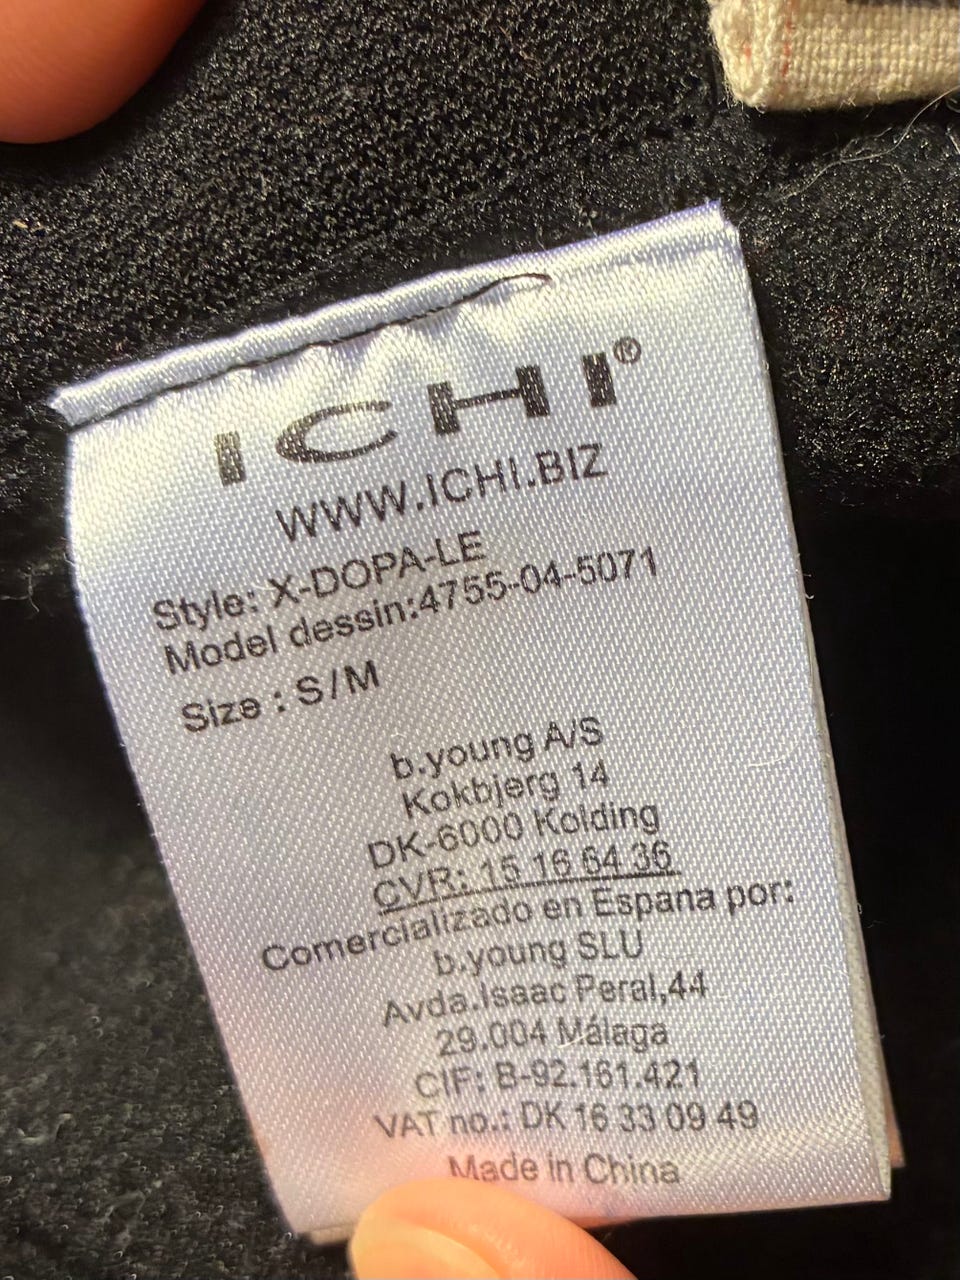 ICHI®
WWW.ICHI.BIZ
Style: X-DOPA-LE
Model dessin:4755-04-5071
Size : S/M
b.young A/S
Kokbjerg 14
DK-6000 Kolding
CVR: 15 16 64 36
Comercializado en Espana por:
b.young SLU
Avda.Isaac Peral,44
29.004 Málaga
CIF: B-92.161.421
VAT no.: DK 16 33 09 49
Made in China